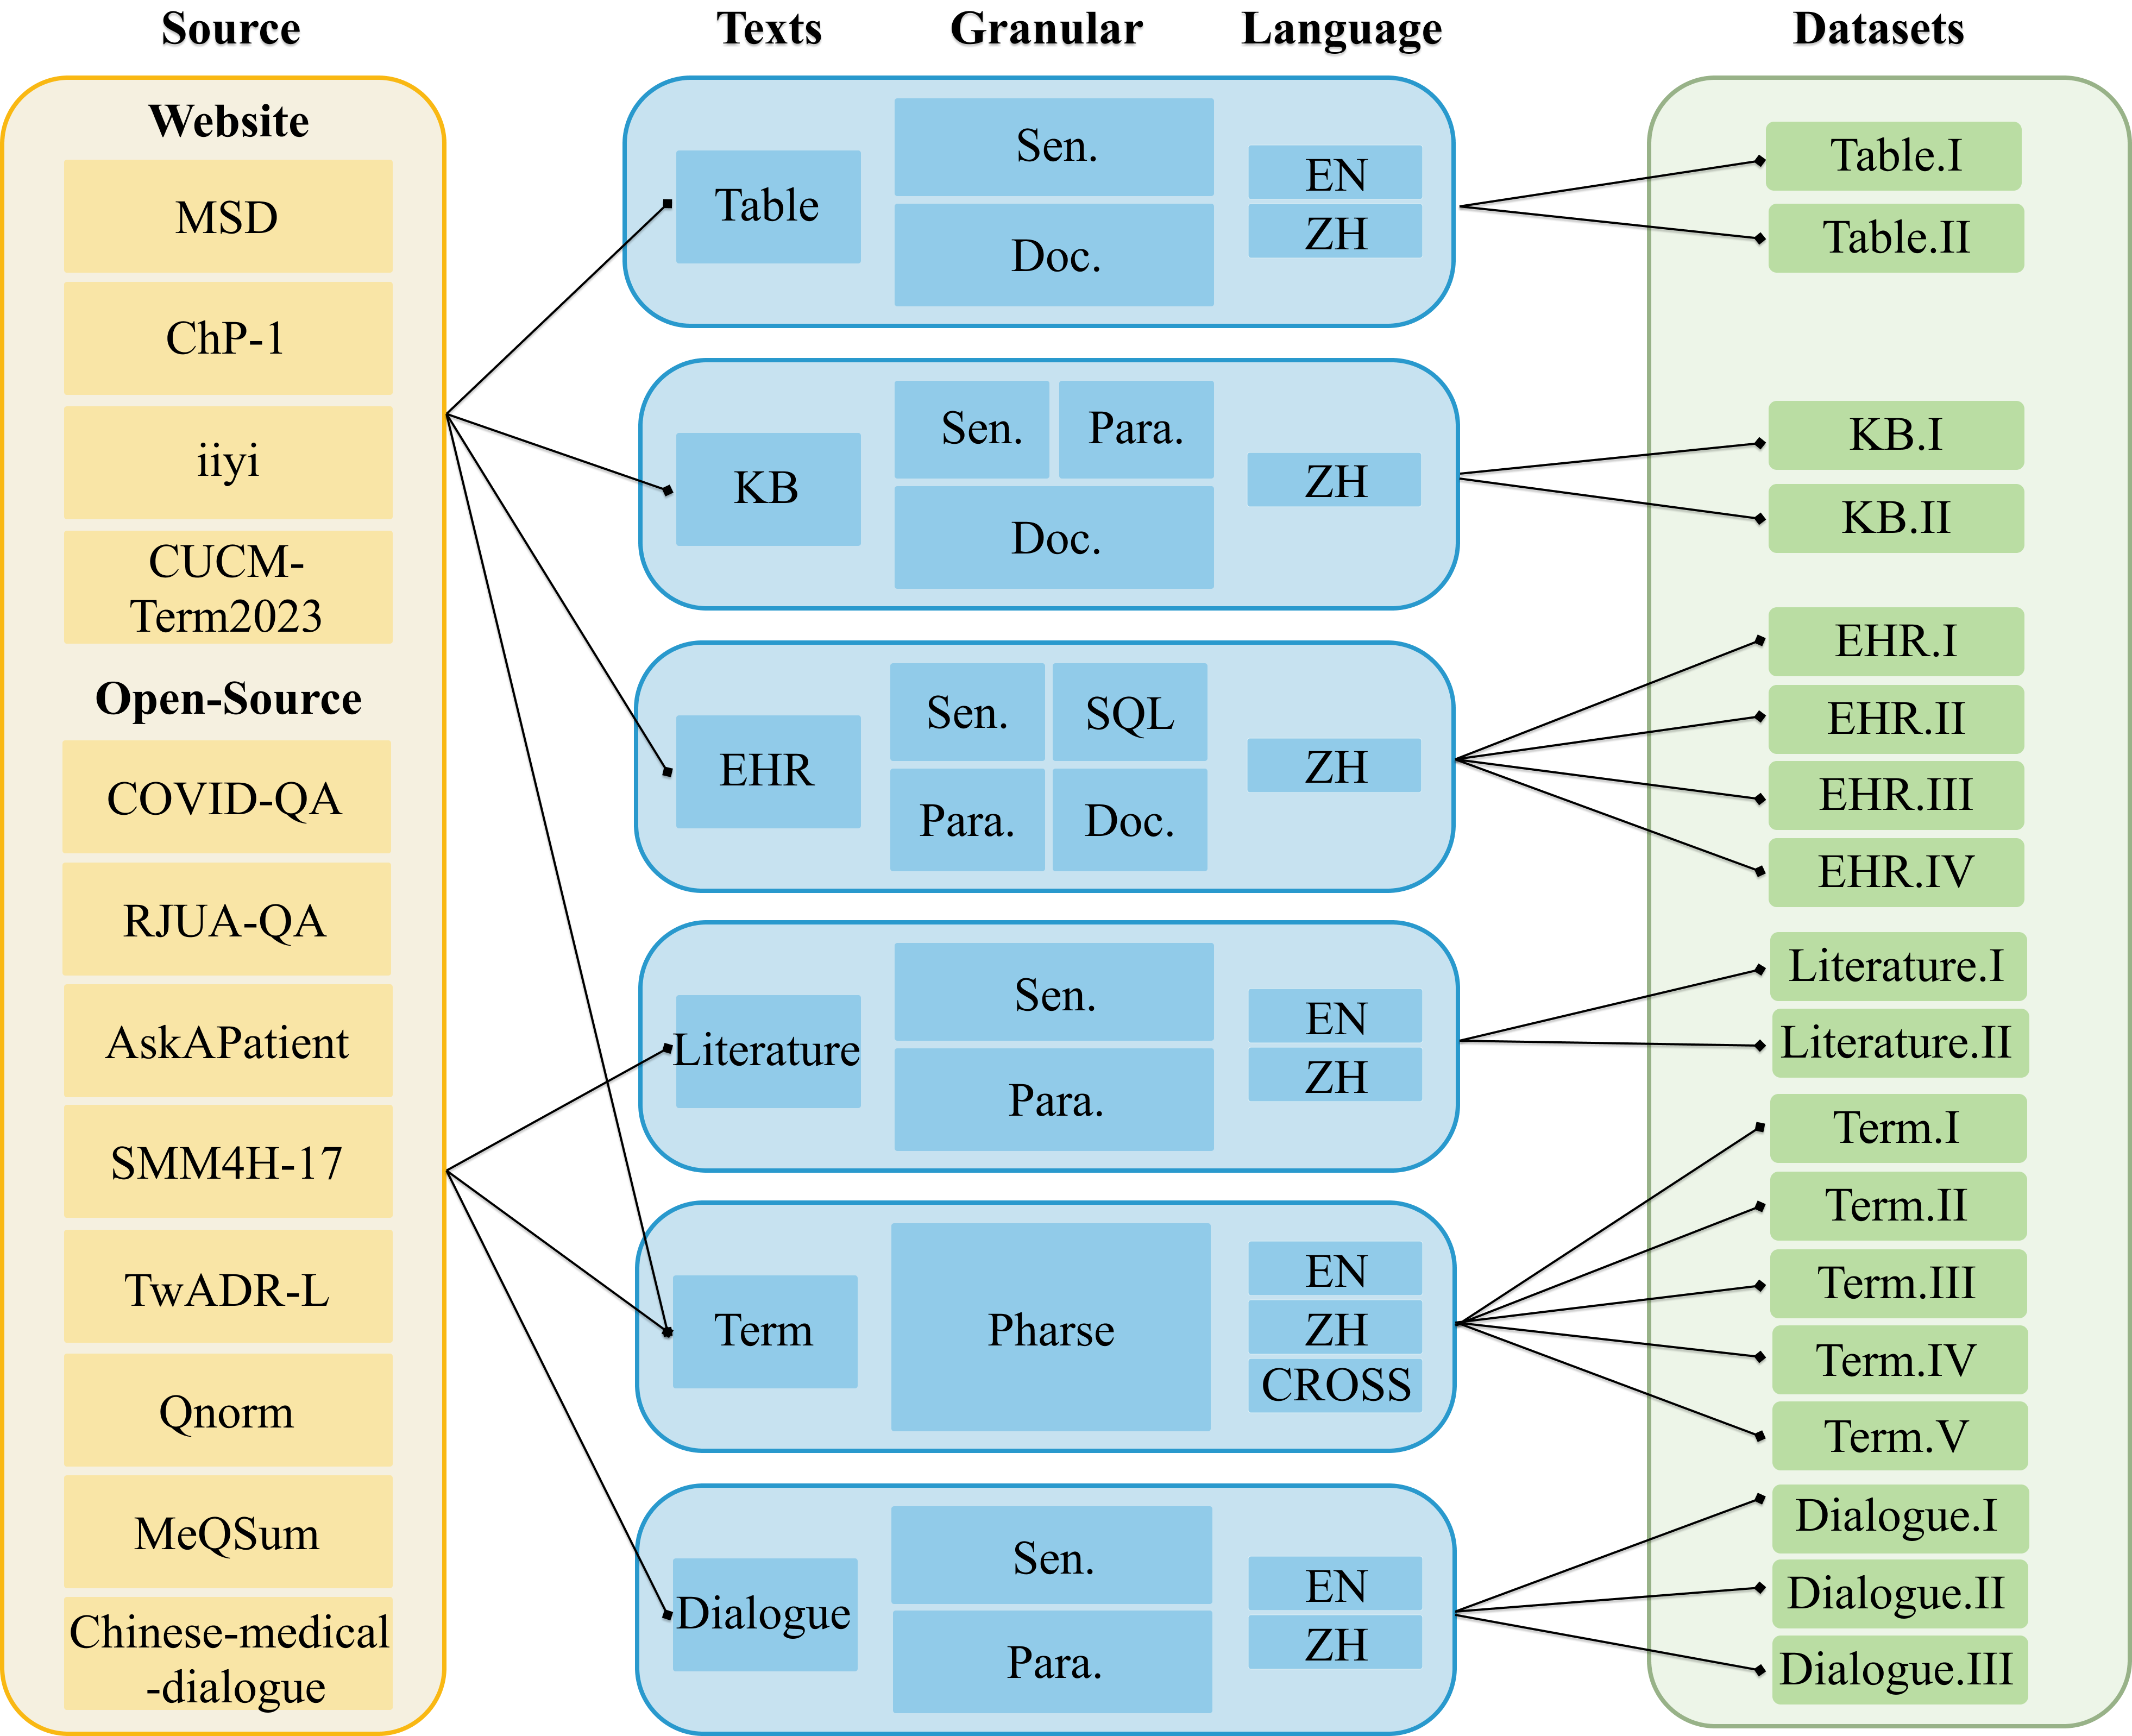 Source
Texts
Granular
Language
Datasets
Website
MSD
ChP-1
iiyi
CUCM-
Term2023
Open-Source
COVID-QA
RJUA-QA
AskAPatient
SMM4H-17
TwADR-L
Qnorm
MeQSum
Chinese-medical
-dialogue
Table
Sen.
Doc.
EN
ZH
KB
Sen.
Para.
Doc.
ZH
EHR
Sen.
SQL
Para.
Doc.
ZH
Literature
Sen.
Para.
EN
ZH
Term
Pharse
EN
ZH
CROSS
Dialogue
Sen.
Para.
EN
ZH
Table.I
Table.II
KB.I
KB.II
EHR.I
EHR.II
EHR.III
EHR.IV
Literature.I
Literature.II
Term.I
Term.II
Term.III
Term.IV
Term.V
Dialogue.I
Dialogue.II
Dialogue.III